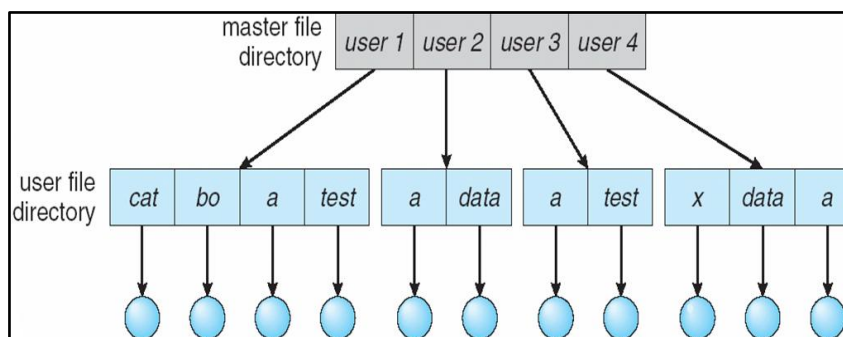 master file
directory
user 1 user 2 user 3 user 4
user file
directory
cat bo a test a data a test x data a